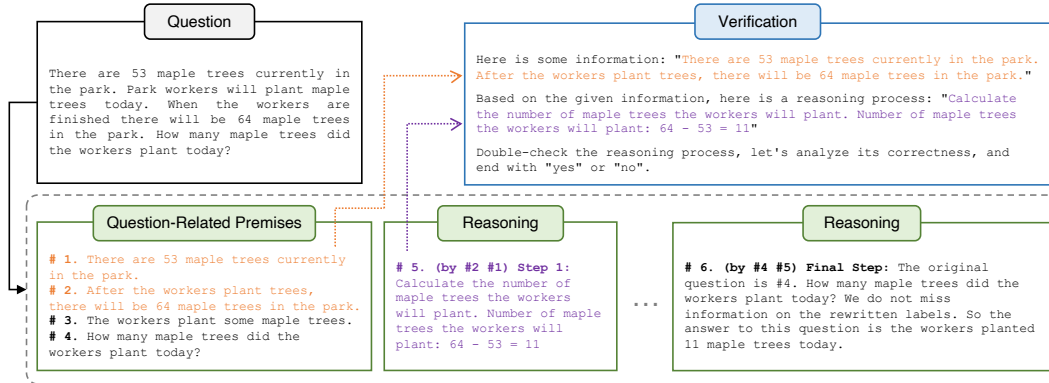 Question
There are 53 maple trees currently in
the park. Park workers will plant maple
trees today. When the workers are
finished there will be 64 maple trees
in the park. How many maple trees did
the workers plant today?
Verification
Here is some information: "There are 53 maple trees currently in the park.
After the workers plant trees, there will be 64 maple trees in the park."
Based on the given information, here is a reasoning process: "Calculate
the number of maple trees the workers will plant. Number of maple trees
the workers will plant: 64 - 53 = 11"
Double-check the reasoning process, let's analyze its correctness, and
end with "yes" or "no".
Question-Related Premises
# 1. There are 53 maple trees currently
in the park.
# 2. After the workers plant trees,
there will be 64 maple trees in the park.
# 3. The workers plant some maple trees.
# 4. How many maple trees did the
workers plant today?
Reasoning
# 5. (by #2 #1) Step 1:
Calculate the number of
maple trees the workers
will plant. Number of maple
trees the workers will
plant: 64 - 53 = 11
...
Reasoning
# 6. (by #4 #5) Final Step: The original
question is #4. How many maple trees did the
workers plant today? We do not miss
information on the rewritten labels. So the
answer to this question is the workers planted
11 maple trees today.